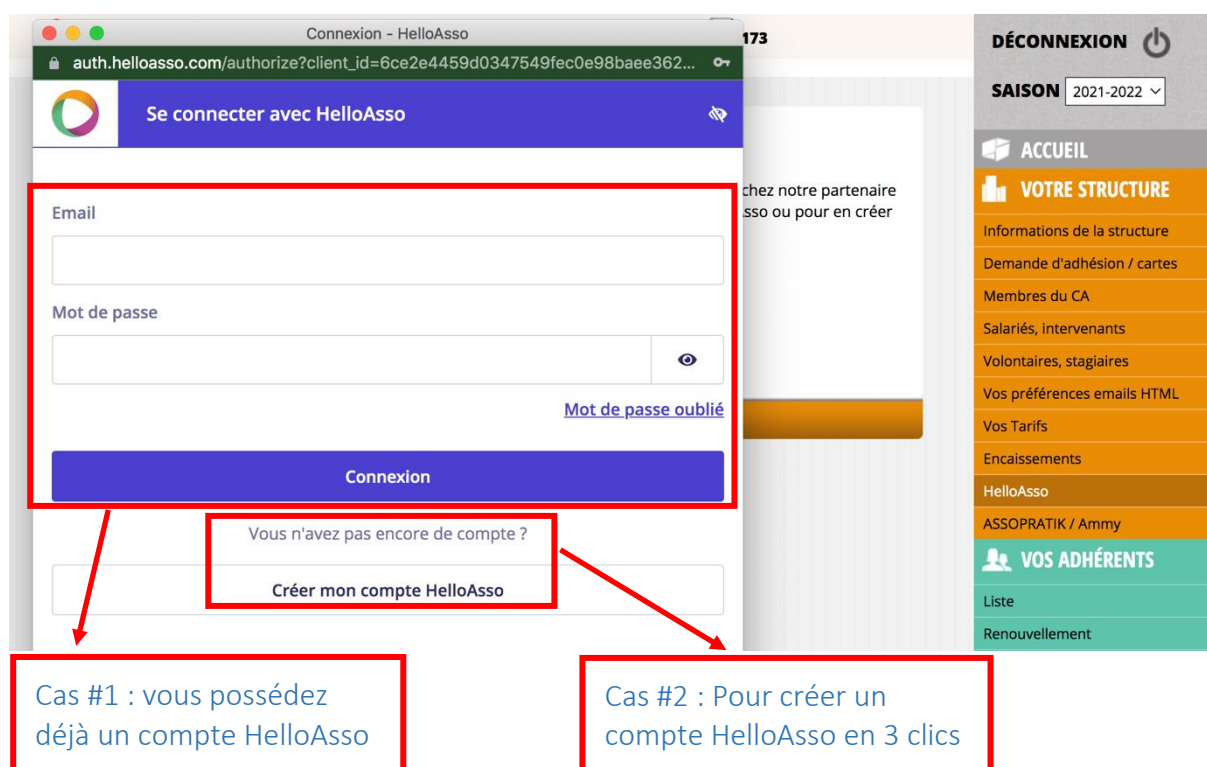 Connexion - HelloAsso
auth.helloasso.com/authorize?client_id=6ce2e4459d0347549fec0e98baee362...
Se connecter avec HelloAsso
Email
Mot de passe
Mot de passe oublié
Connexion
Vous n'avez pas encore de compte ?
Créer mon compte HelloAsso
173
chez notre partenaire
sso ou pour en créer
DÉCONNEXION
SAISON 2021-2022
ACCUEIL
VOTRE STRUCTURE
Informations de la structure
Demande d'adhésion / cartes
Membres du CA
Salariés, intervenants
Volontaires, stagiaires
Vos préférences emails HTML
Vos Tarifs
Encaissements
HelloAsso
ASSOPRATIK / Ammy
VOS ADHÉRENTS
Liste
Renouvellement
Cas #1 : vous possédez
déjà un compte HelloAsso
Cas #2 : Pour créer un
compte HelloAsso en 3 clics